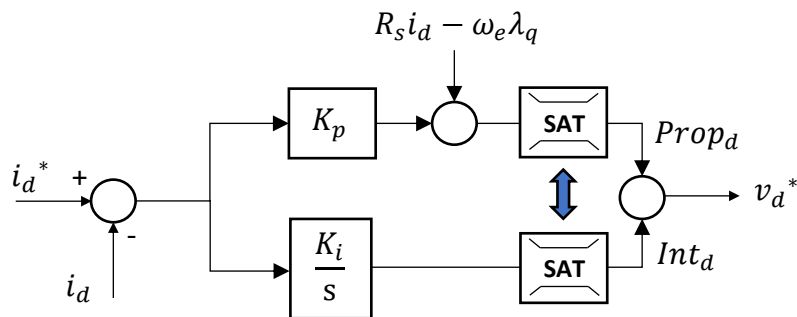 R_s i_d − ω_e λ_q
K_p
SAT
Prop_d
i_d^*
+
v_d^*
-
K_i
s
SAT
Int_d
i_d